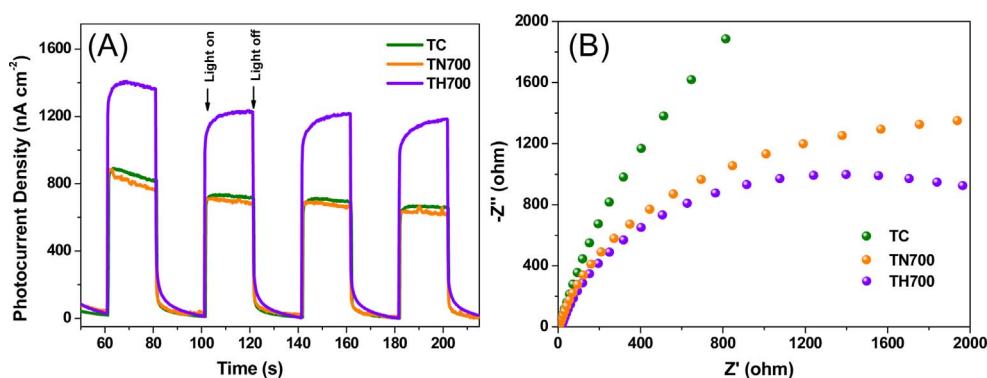 (A)
TC
TN700
TH700
Light on
Light off
Photocurrent Density (nA cm⁻²)
1600
1200
800
400
0
60 80 100 120 140 160 180 200
Time (s)
(B)
-Z'' (ohm)
2000
1600
1200
800
400
0
TC
TN700
TH700
0 400 800 1200 1600 2000
Z' (ohm)